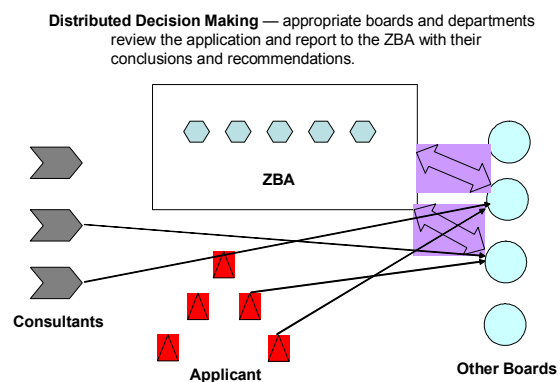 Distributed Decision Making — appropriate boards and departments
review the application and report to the ZBA with their
conclusions and recommendations.
ZBA
Consultants
Applicant
Other Boards